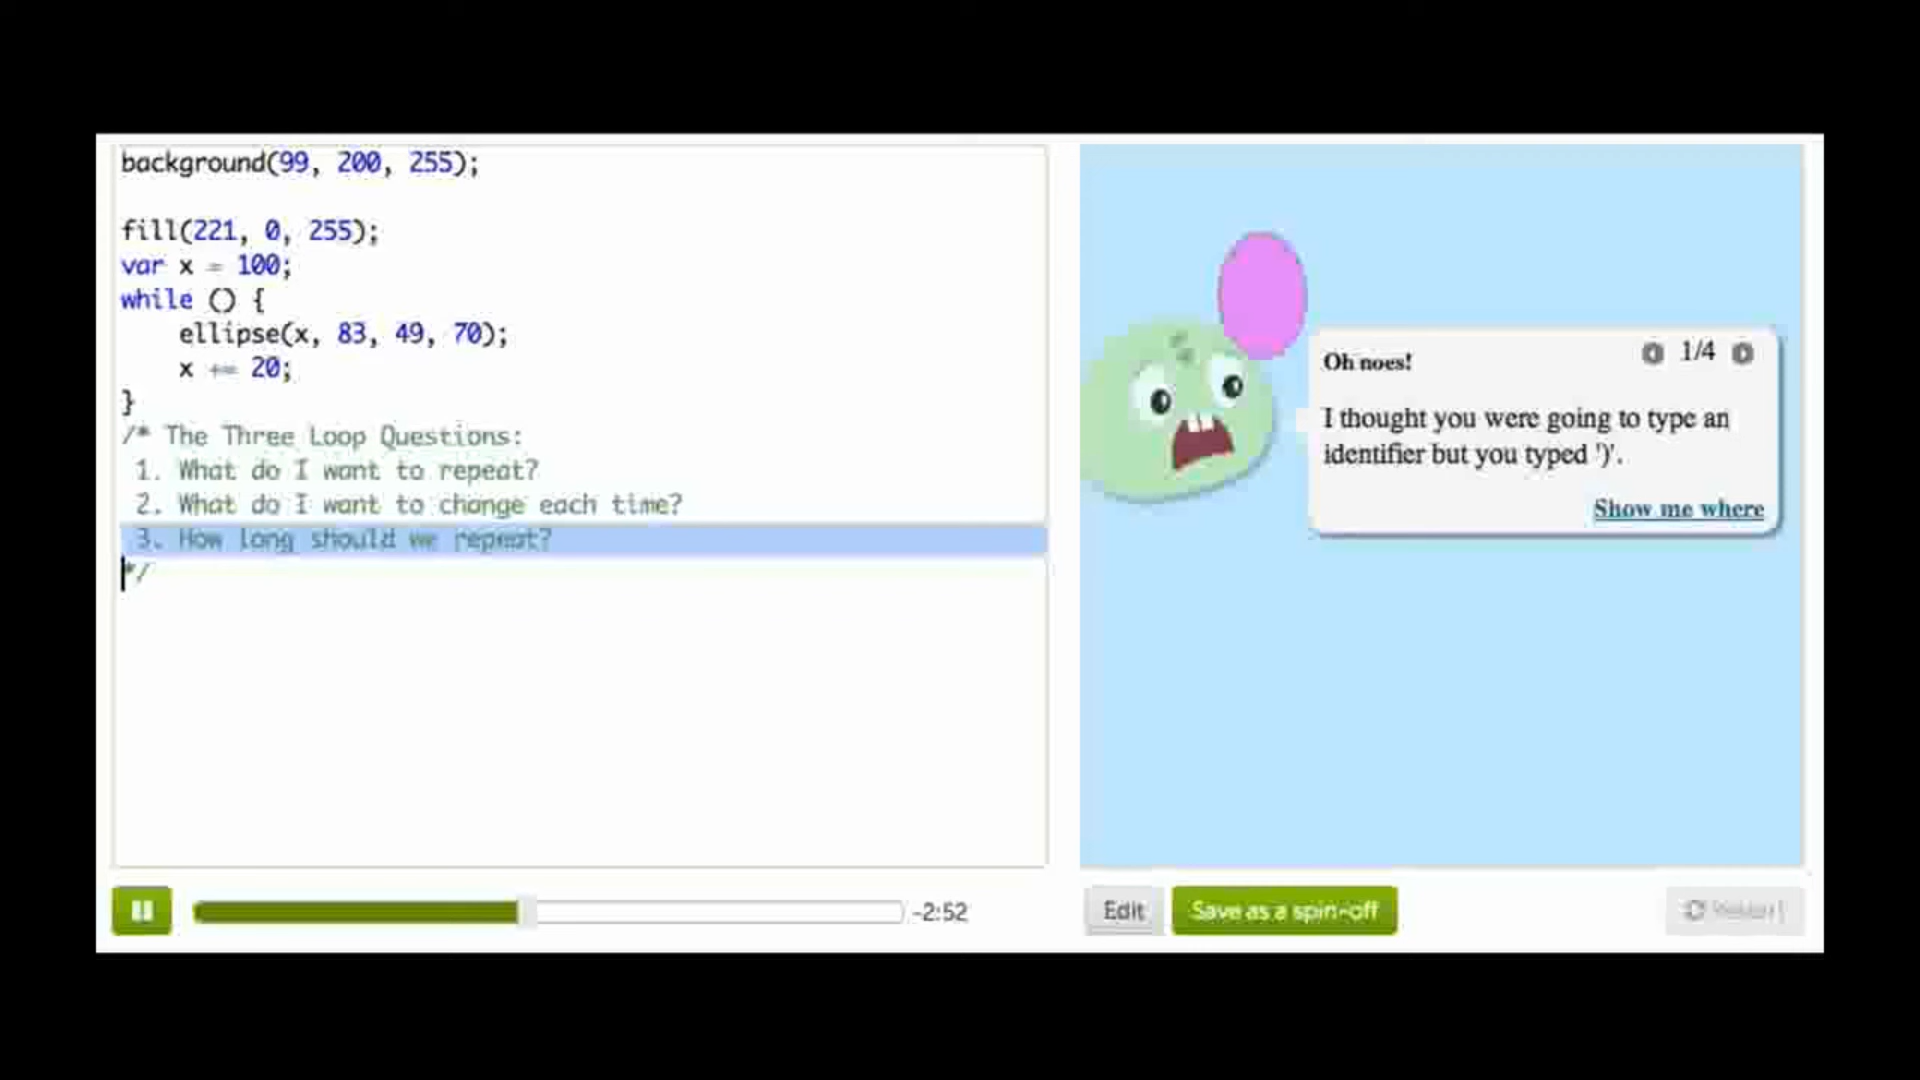 background(99, 200, 255);
fill(221, 0, 255);
var x = 100;
while () {
ellipse(x, 83, 49, 70);
x += 20;
}
/* The Three Loop Questions:
1. What do I want to repeat?
2. What do I want to change each time?
3. How long should we repeat?
*/
Oh noes!
1/4
I thought you were going to type an
identifier but you typed ')'.
Show me where
-2:52
Edit
Save as a spin-off
Restart